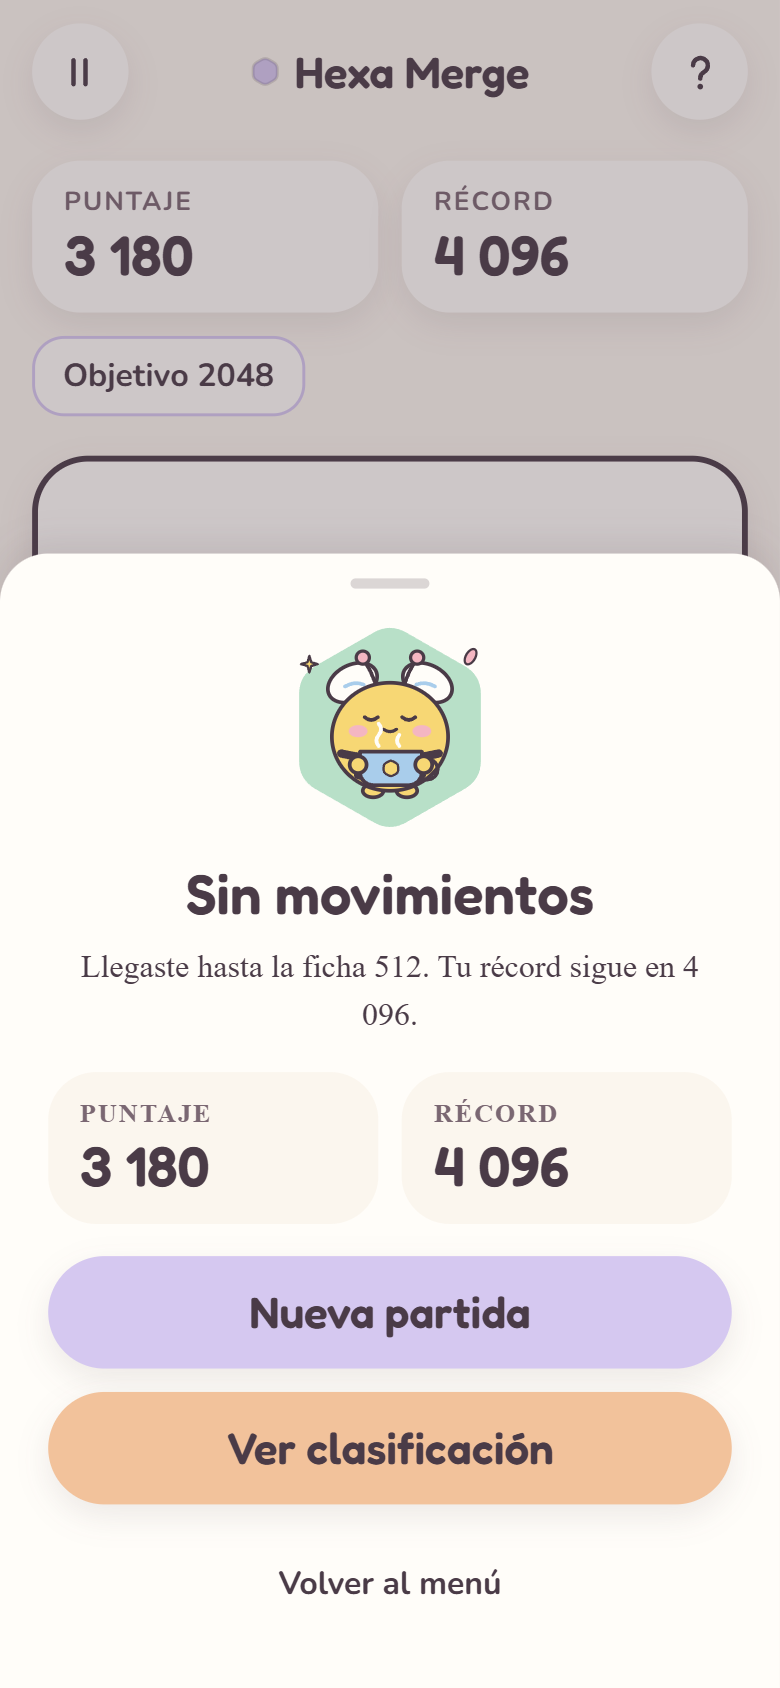 Hexa Merge
?
PUNTAJE
3 180
RÉCORD
4 096
Objetivo 2048
Sin movimientos
Llegaste hasta la ficha 512. Tu récord sigue en 4
096.
PUNTAJE
3 180
RÉCORD
4 096
Nueva partida
Ver clasificación
Volver al menú